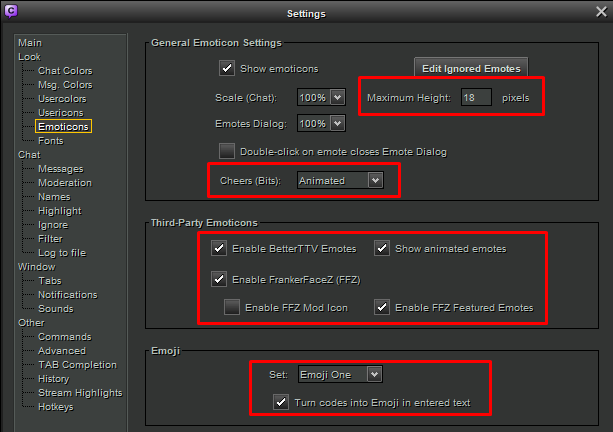 Settings
Main
Look
Chat Colors
Msg. Colors
Usercolors
Usericons
Emoticons
Fonts
Chat
Messages
Moderation
Names
Highlight
Ignore
Filter
Log to file
Window
Tabs
Notifications
Sounds
Other
Commands
Advanced
TAB Completion
History
Stream Highlights
Hotkeys
General Emoticon Settings
Show emoticons
Edit Ignored Emotes
Scale (Chat): 100% Maximum Height: 18 pixels
Emotes Dialog: 100%
Double-click on emote closes Emote Dialog
Cheers (Bits): Animated
Third-Party Emoticons
Enable BetterTTV Emotes Show animated emotes
Enable FrankerFaceZ (FFZ)
Enable FFZ Mod Icon Enable FFZ Featured Emotes
Emoji
Set: Emoji One
Turn codes into Emoji in entered text